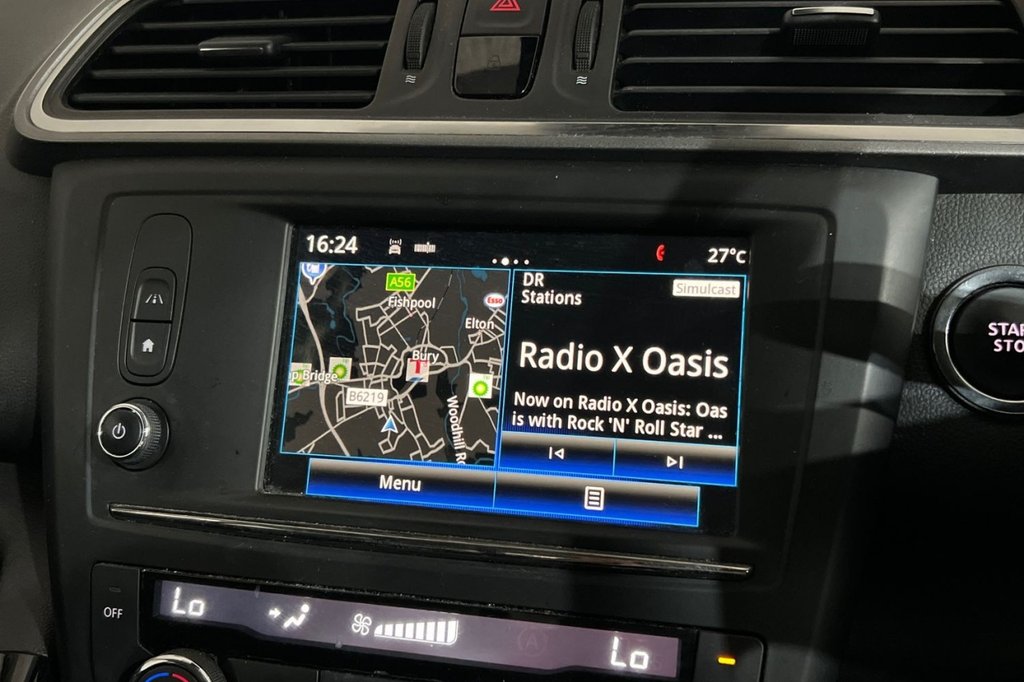 16:24
27°C
A56
Fishpool
Esso
Elton
Bury
p Bridge
T
B6219
Woodhill R
DR
Stations
Simulcast
Radio X Oasis
Now on Radio X Oasis: Oas
is with Rock 'N' Roll Star ...
Menu
STAR
STO
OFF
Lo
A
Lo